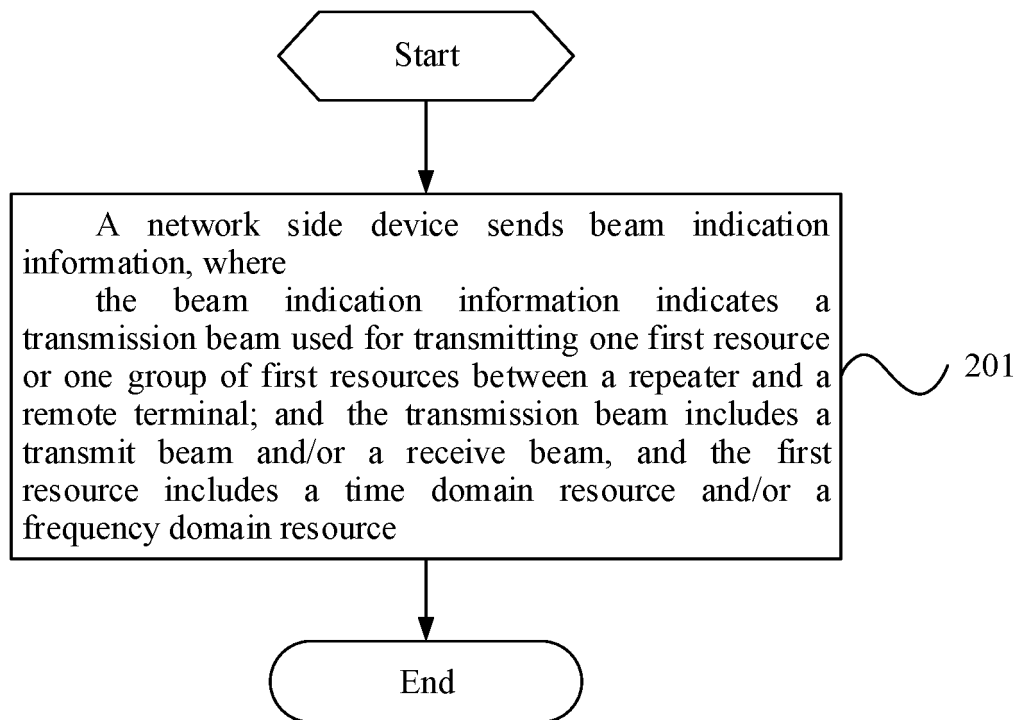 Start
A network side device sends beam indication
information, where
the beam indication information indicates a
transmission beam used for transmitting one first resource
or one group of first resources between a repeater and a
remote terminal; and the transmission beam includes a
transmit beam and/or a receive beam, and the first
resource includes a time domain resource and/or a
frequency domain resource
201
End